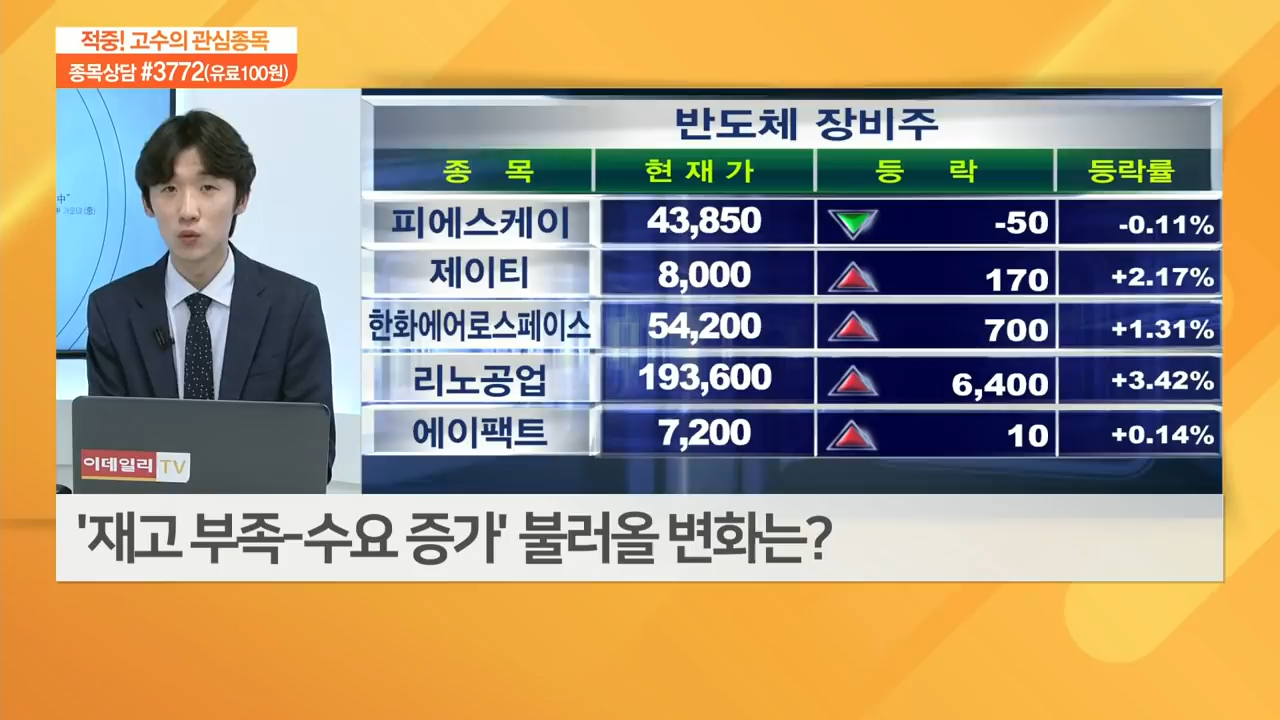 적중! 고수의 관심종목
종목상담 #3772(유료100원)
中"
반도체 장비주
종 목 현 재 가 등 락 등락률
피에스케이 43,850 -50 -0.11%
제이티 8,000 170 +2.17%
한화에어로스페이스 54,200 700 +1.31%
리노공업 193,600 6,400 +3.42%
에이팩트 7,200 10 +0.14%
이데일리 TV
'재고 부족-수요 증가' 불러올 변화는?